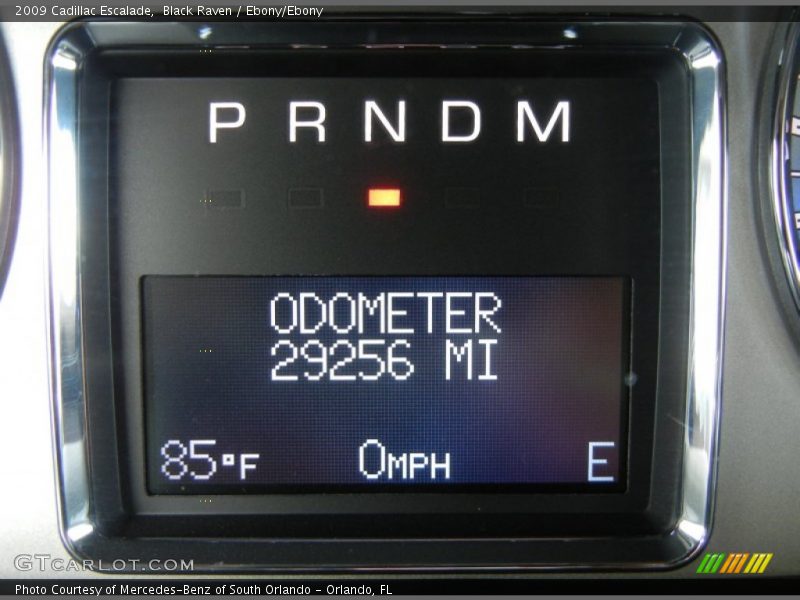 2009 Cadillac Escalade, Black Raven / Ebony/Ebony
P R N D M
ODOMETER
29256 MI
85°F 0MPH E
GTCARLOT.COM
Photo Courtesy of Mercedes-Benz of South Orlando - Orlando, FL